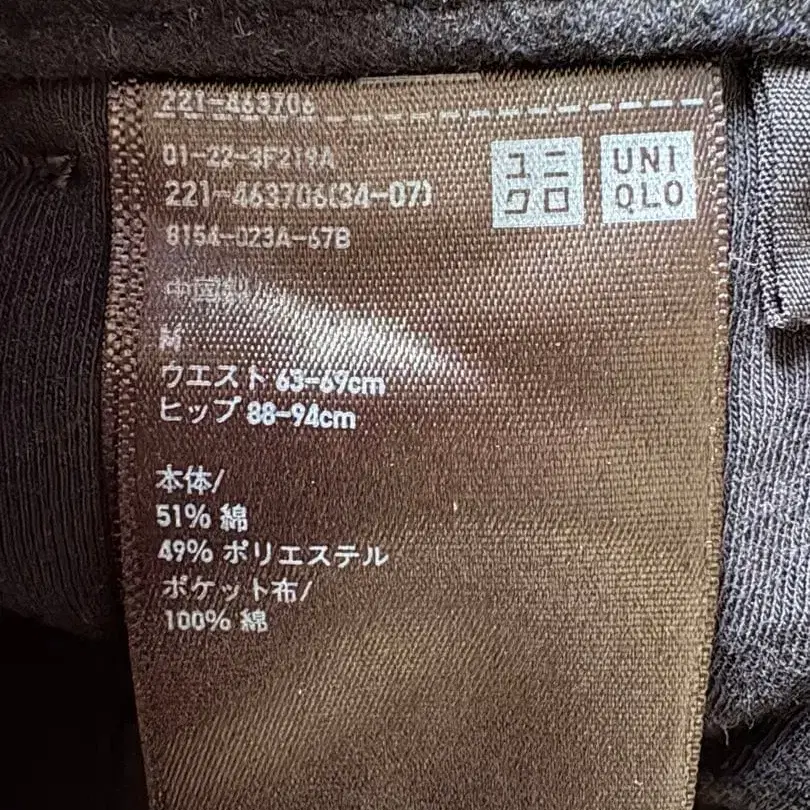 221-463706
01-22-3F219A
221-463706(34-07)
8154-023A-67B
ユニ
クロ
UNI
QLO
中国製
M
ウエスト 63-69cm
ヒップ 88-94cm
本体/
51% 綿
49% ポリエステル
ポケット布/
100% 綿